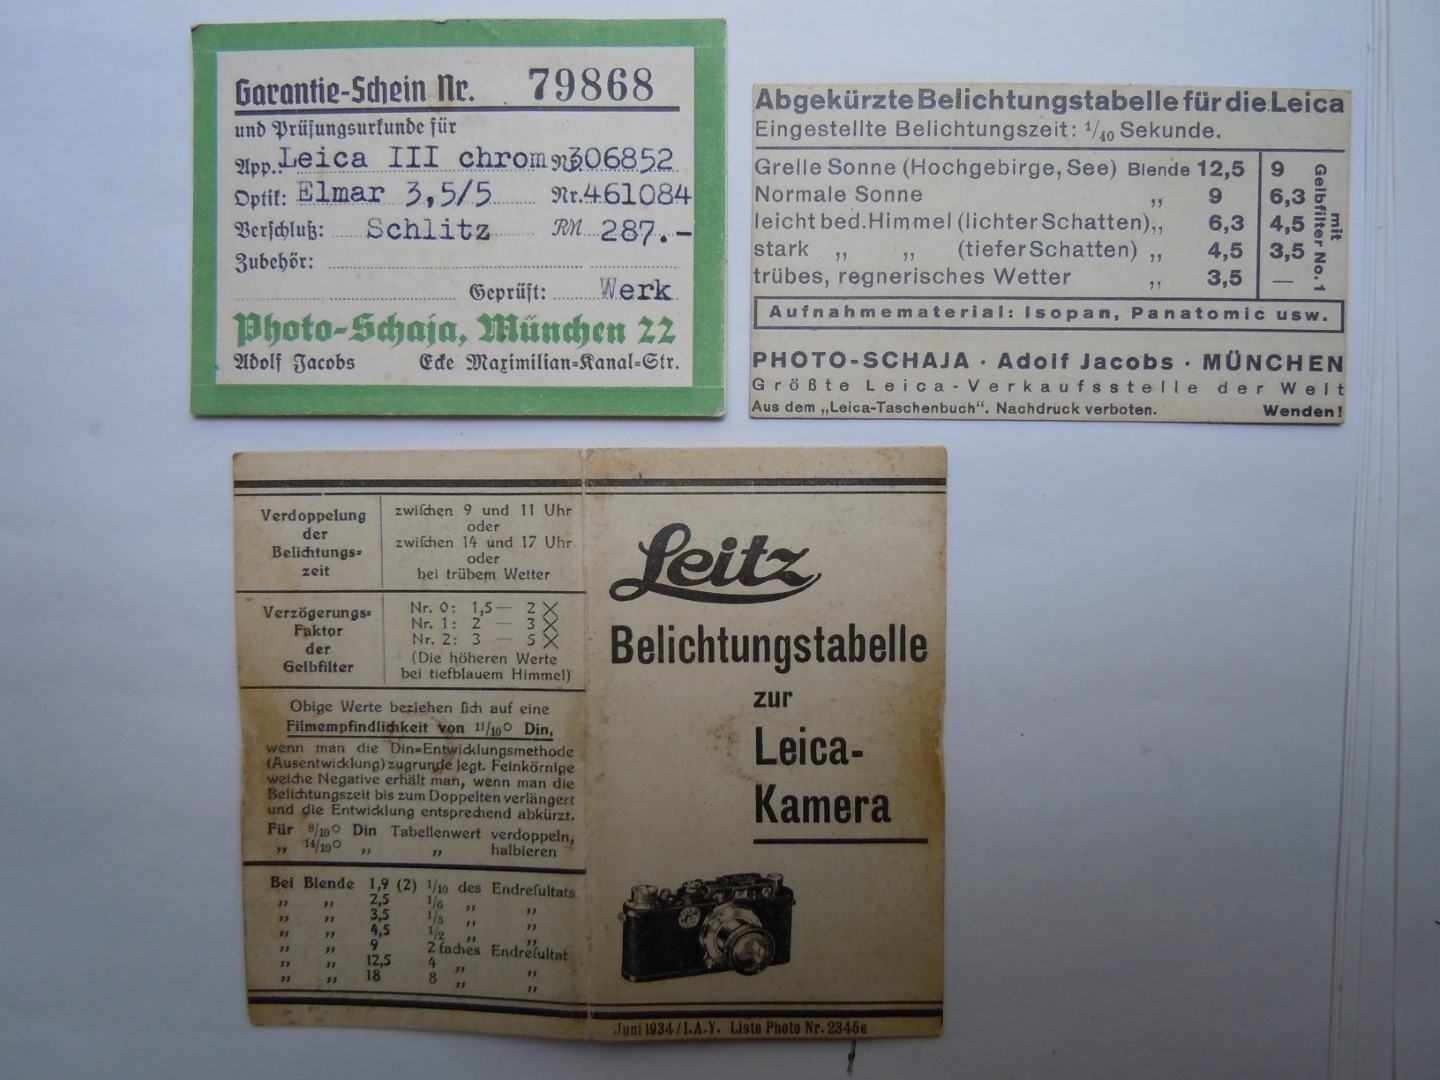 Garantie-Schein Nr. 79868
und Prüfungsurkunde für
App.: Leica III chrom Nr. 306852
Optik: Elmar 3,5/5 Nr. 461084
Verschluß: Schlitz RM 287.-
Zubehör:
Geprüft: Werk
Photo-Schaja, München 22
Adolf Jacobs Ecke Maximilian-Kanal-Str.
Abgekürzte Belichtungstabelle für die Leica
Eingestellte Belichtungszeit: 1/40 Sekunde.
Grelle Sonne (Hochgebirge, See) Blende 12,5 9
Normale Sonne „ 9 6,3
leicht bed. Himmel (lichter Schatten) „ 6,3 4,5
stark „ „ (tiefer Schatten) „ 4,5 3,5
trübes, regnerisches Wetter „ 3,5 —
mit Gelbfilter No. 1
Aufnahmematerial: Isopan, Panatomic usw.
PHOTO-SCHAJA · Adolf Jacobs · MÜNCHEN
Größte Leica-Verkaufsstelle der Welt
Aus dem „Leica-Taschenbuch“. Nachdruck verboten. Wenden!
Verdoppelung
der
Belichtungs-
zeit
zwischen 9 und 11 Uhr
oder
zwischen 14 und 17 Uhr
oder
bei trübem Wetter
Verzögerungs-
Faktor
der
Gelbfilter
Nr. 0: 1,5 — 2 ×
Nr. 1: 2 — 3 ×
Nr. 2: 3 — 5 ×
(Die höheren Werte
bei tiefblauem Himmel)
Obige Werte beziehen sich auf eine
Filmempfindlichkeit von 11/10° Din,
wenn man die Din-Entwicklungsmethode
(Ausentwicklung) zugrunde legt. Feinkörnige
weiche Negative erhält man, wenn man die
Belichtungszeit bis zum Doppelten verlängert
und die Entwicklung entsprechend abkürzt.
Für 8/10° Din Tabellenwert verdoppeln,
„ 14/10° „ „ halbieren
Bei Blende 1,9 (2) 1/10 des Endresultats
„ „ 2,5 1/6 „ „
„ „ 3,5 1/3 „ „
„ „ 4,5 1/2 „ „
„ „ 9 2faches Endresultat
„ „ 12,5 4 „ „
„ „ 18 8 „ „
Leitz
Belichtungstabelle
zur
Leica-
Kamera
Juni 1934/I.A.Y. Liste Photo Nr. 2345e